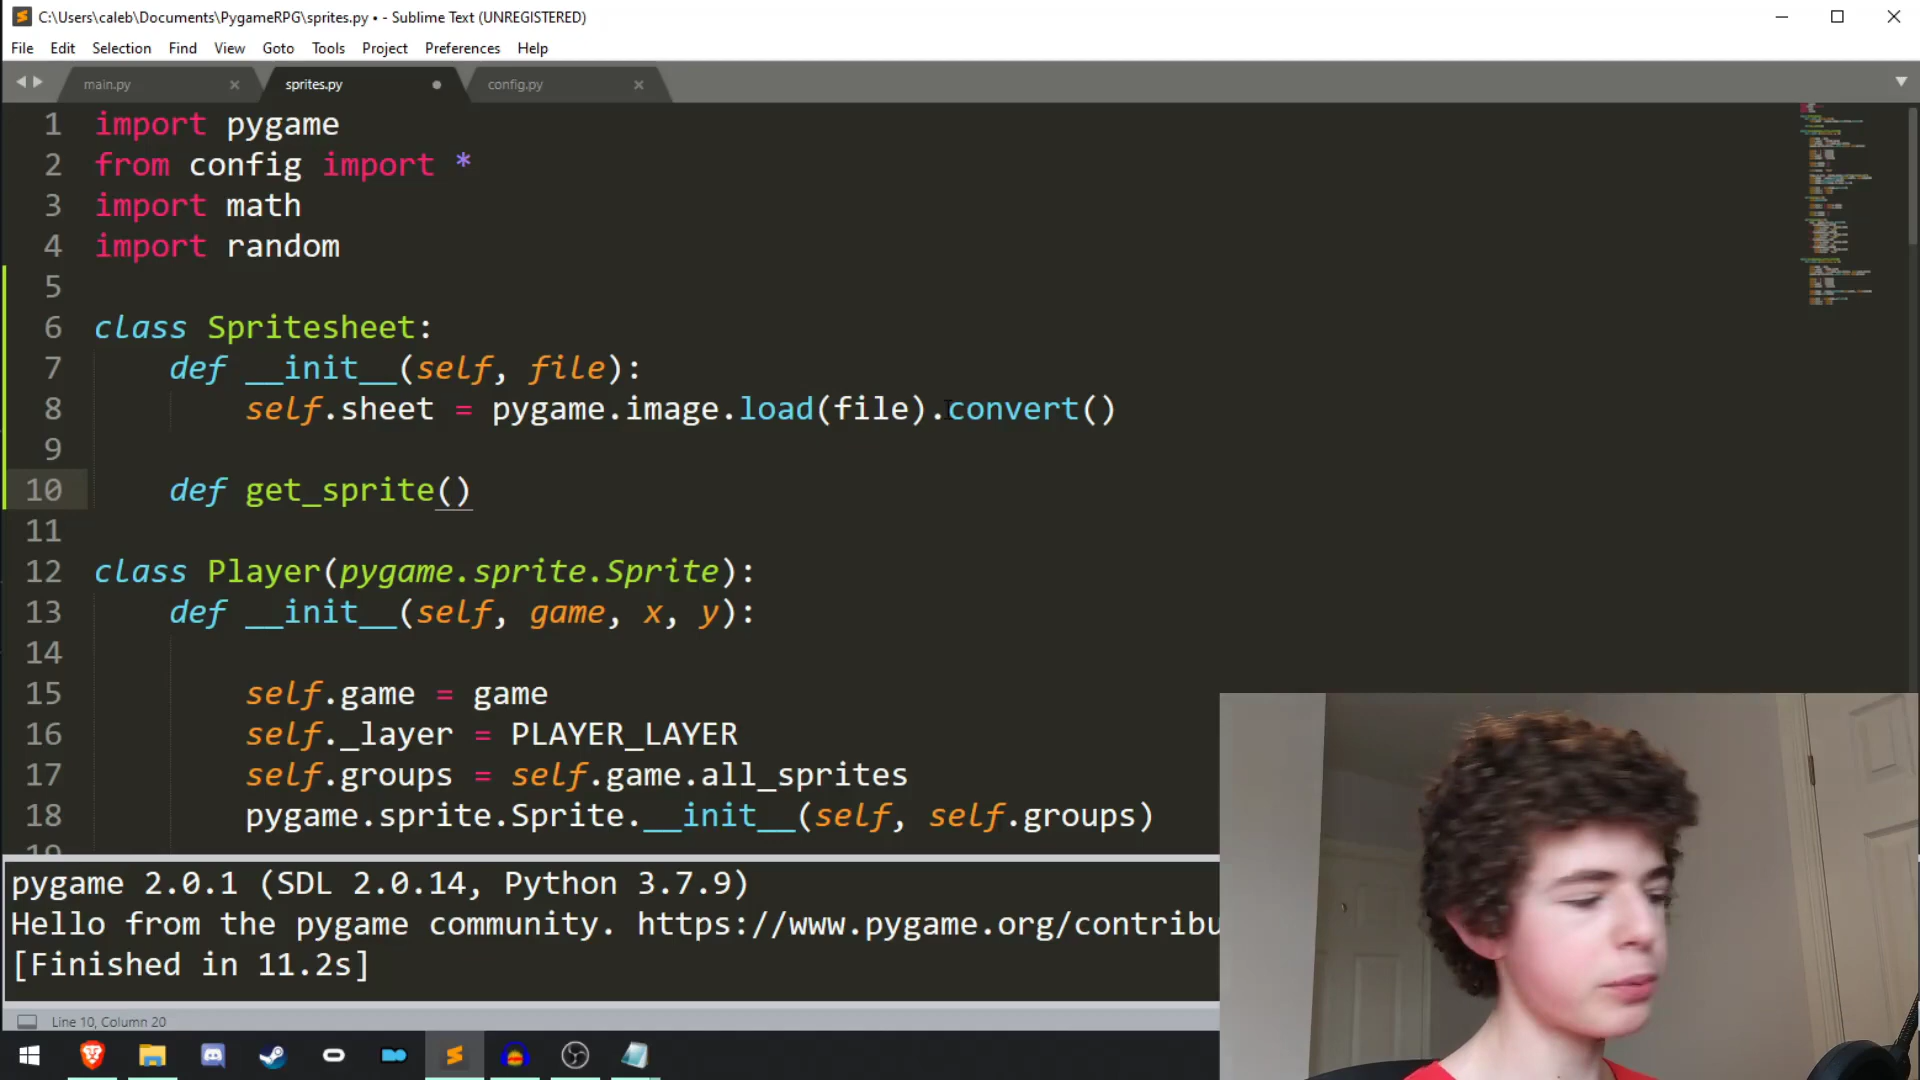 C:\Users\caleb\Documents\PygameRPG\sprites.py • - Sublime Text (UNREGISTERED)
File Edit Selection Find View Goto Tools Project Preferences Help
main.py sprites.py config.py
1 import pygame
2 from config import *
3 import math
4 import random
5
6 class Spritesheet:
7 def __init__(self, file):
8 self.sheet = pygame.image.load(file).convert()
9
10 def get_sprite()
11
12 class Player(pygame.sprite.Sprite):
13 def __init__(self, game, x, y):
14
15 self.game = game
16 self._layer = PLAYER_LAYER
17 self.groups = self.game.all_sprites
18 pygame.sprite.Sprite.__init__(self, self.groups)
19
pygame 2.0.1 (SDL 2.0.14, Python 3.7.9)
Hello from the pygame community. https://www.pygame.org/contribu
[Finished in 11.2s]
Line 10, Column 20